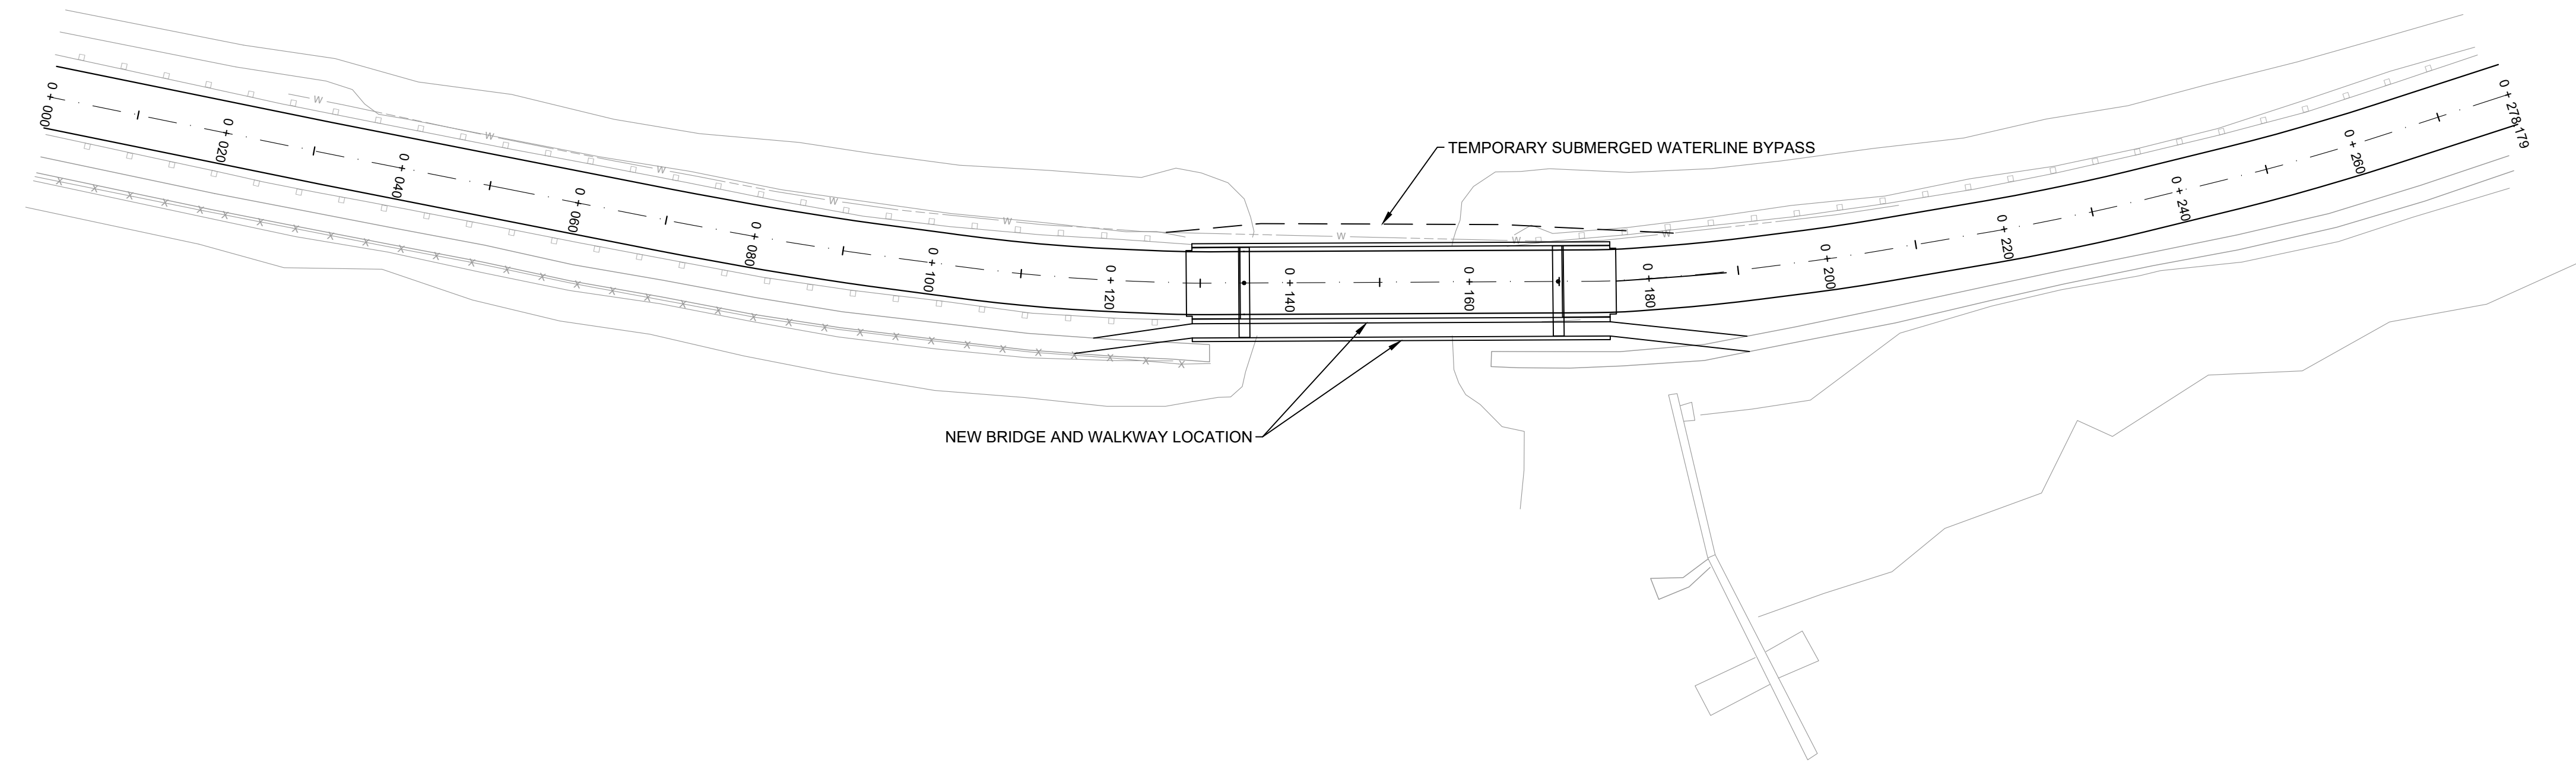 TEMPORARY SUBMERGED WATERLINE BYPASS
0 + 000
0 + 020
0 + 040
0 + 060
0 + 080
0 + 100
0 + 120
0 + 140
0 + 160
0 + 180
0 + 200
0 + 220
0 + 240
0 + 260
0 + 278.179
W
W
W
W
W
W
W
W
X X X X X X X X X X X X X X X X X X X X X X X X X X X X X X X X X
NEW BRIDGE AND WALKWAY LOCATION